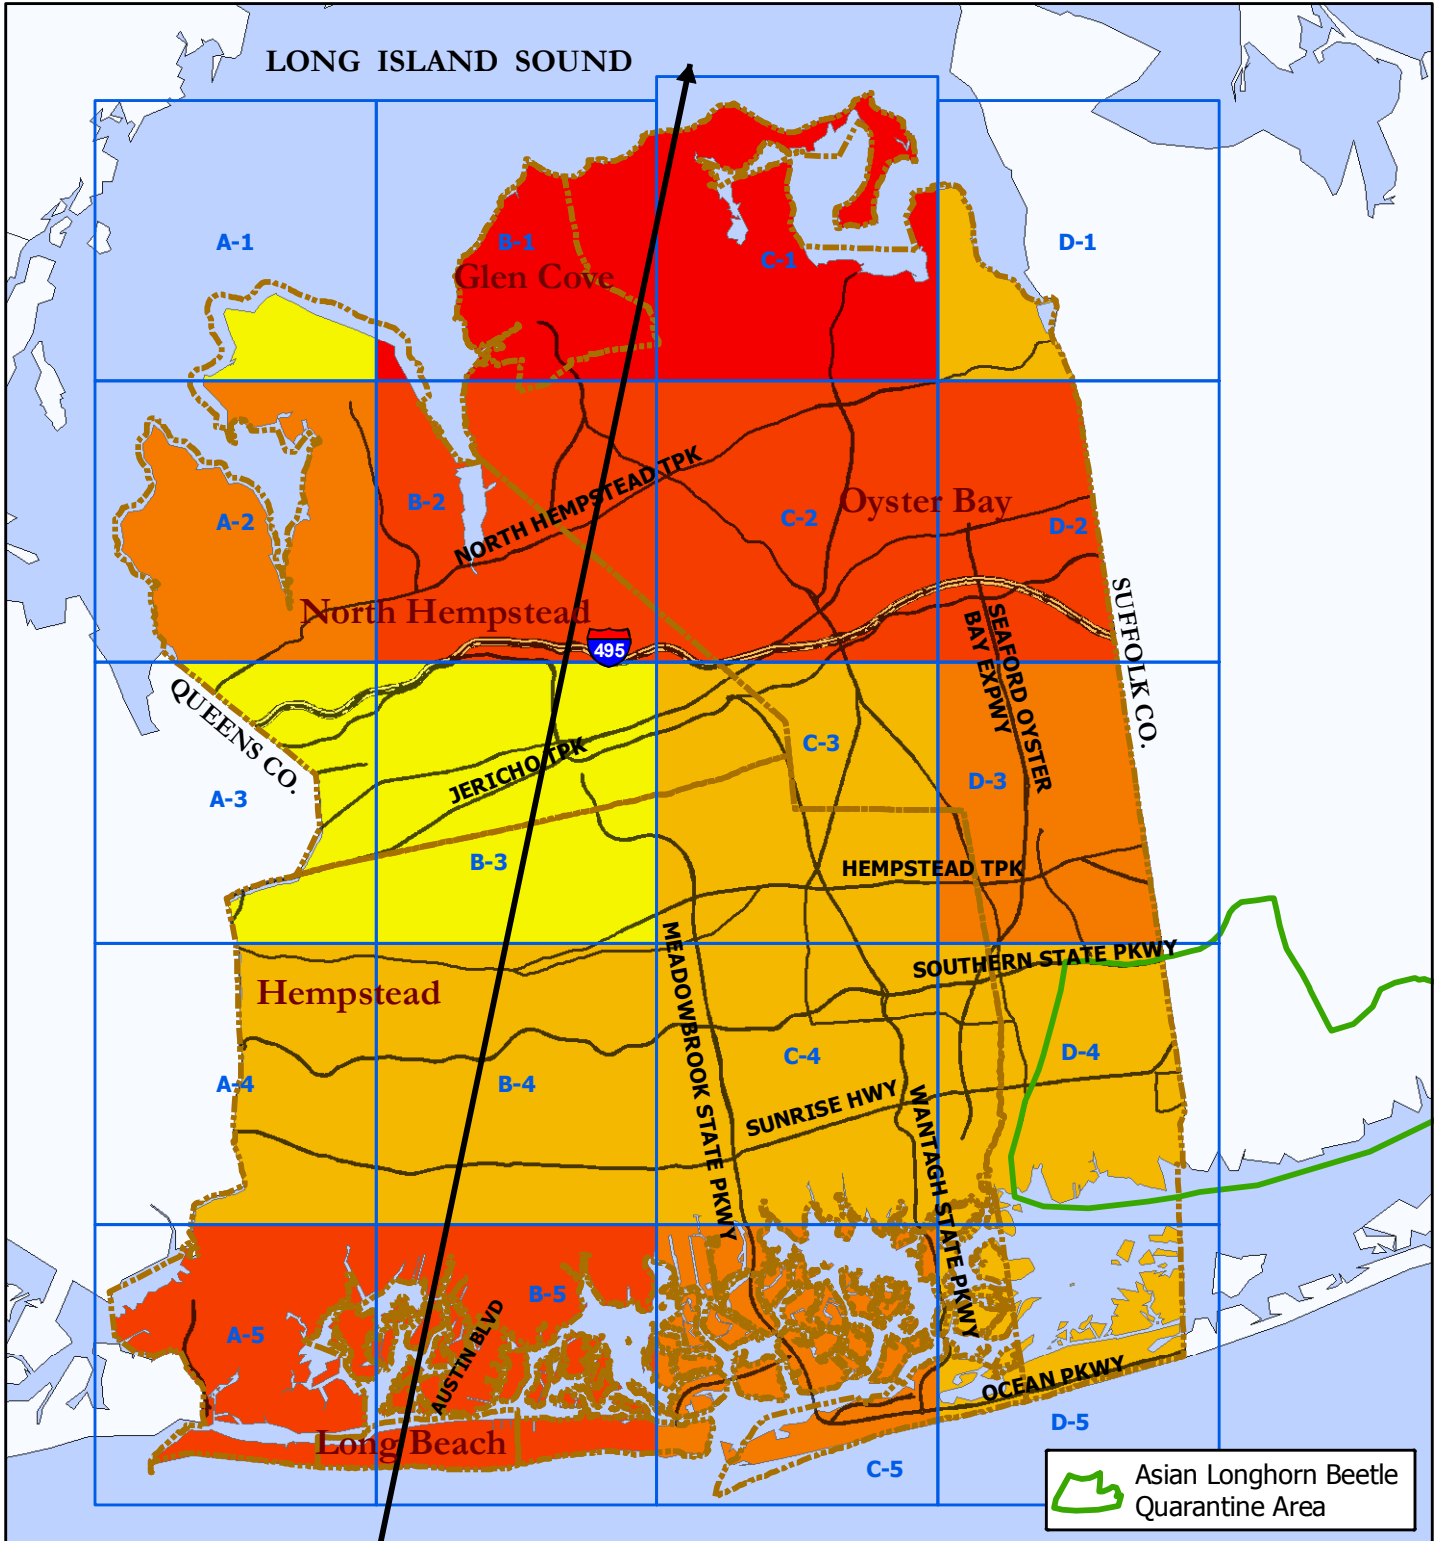 LONG ISLAND SOUND
A-1
B-1
C-1
D-1
Glen Cove
A-2
B-2
C-2
D-2
Oyster Bay
NORTH HEMPSTEAD TPK
North Hempstead
495
SUFFOLK CO.
SEAFORD OYSTER
BAY EXPWY
QUEENS CO.
JERICHO TPK
A-3
B-3
C-3
D-3
HEMPSTEAD TPK
MEADOWBROOK STATE PKWY
SOUTHERN STATE PKWY
Hempstead
A-4
B-4
C-4
D-4
SUNRISE HWY
WANTAGH STATE PKWY
A-5
B-5
AUSTIN BLVD
OCEAN PKWY
Long Beach
C-5
D-5
Asian Longhorn Beetle
Quarantine Area